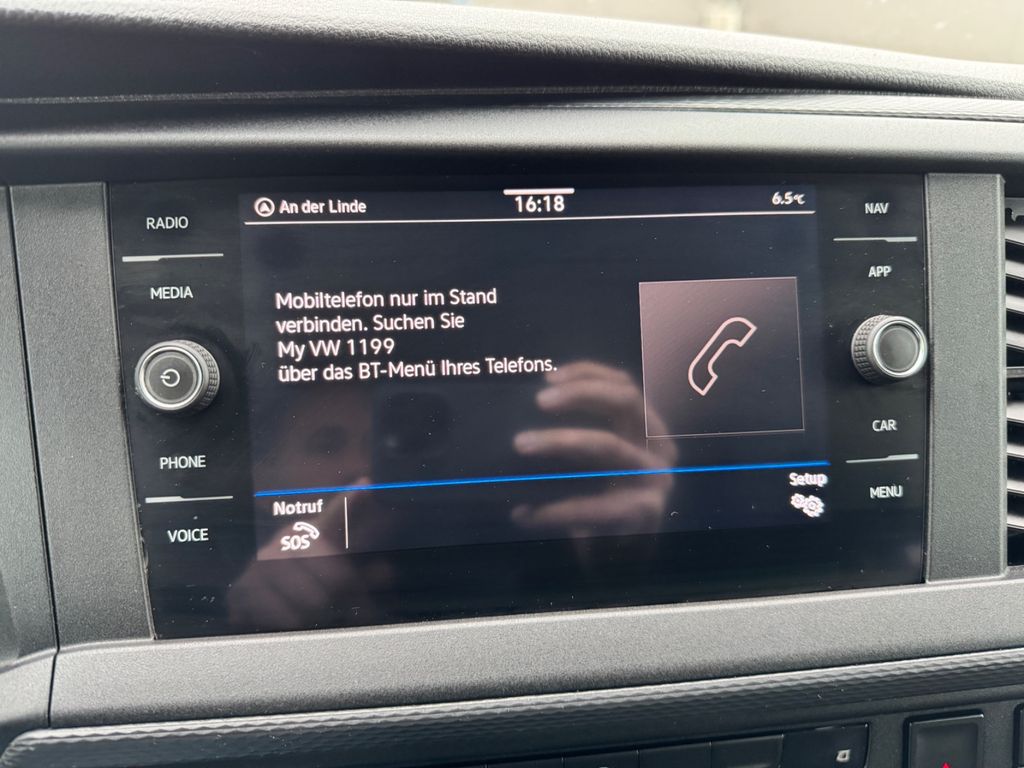 An der Linde
16:18
6.5°C
RADIO
MEDIA
PHONE
VOICE
Mobiltelefon nur im Stand
verbinden. Suchen Sie
My VW 1199
über das BT-Menü Ihres Telefons.
Notruf
SOS
Setup
NAV
APP
CAR
MENU